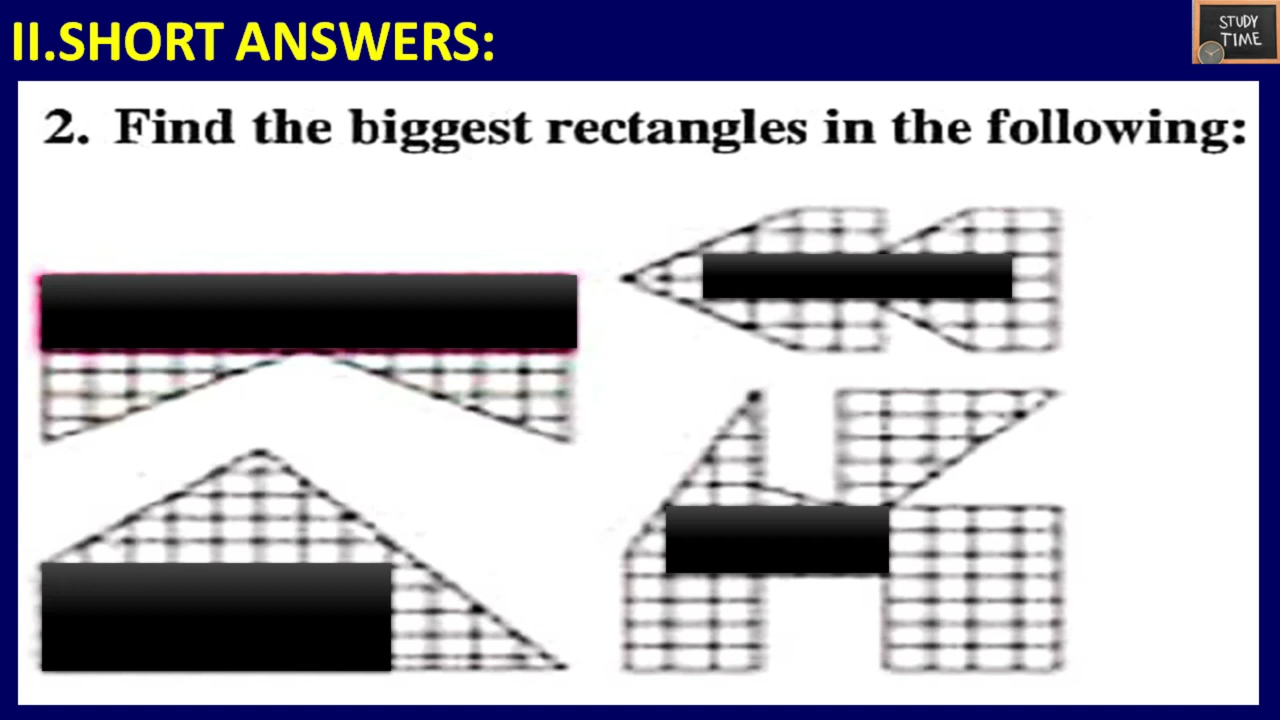 II.SHORT ANSWERS:
STUDY
TIME
2. Find the biggest rectangles in the following: